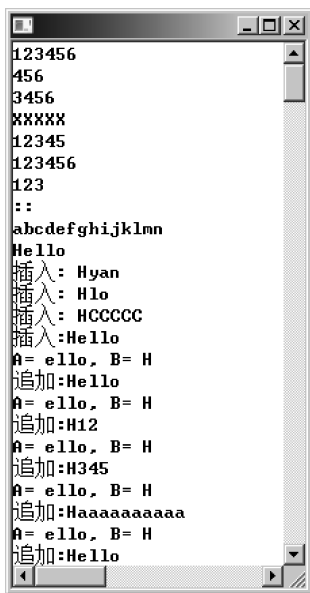 123456
456
3456
XXXXX
12345
123456
123
::
abcdefghijklmn
Hello
插入: Hyan
插入: Hlo
插入: HCCCCC
插入:Hello
A= ello, B= H
追加:Hello
A= ello, B= H
追加:H12
A= ello, B= H
追加:H345
A= ello, B= H
追加:Haaaaaaaaaa
A= ello, B= H
追加:Hello